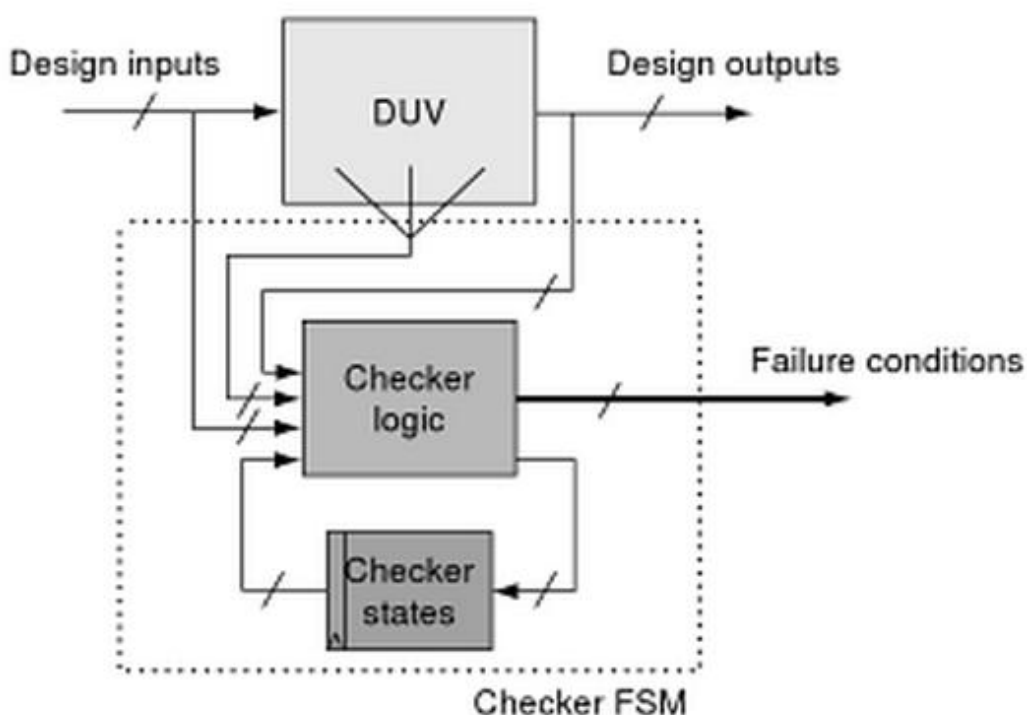 Design inputs
DUV
Design outputs
Checker
logic
Failure conditions
Checker
states
Checker FSM